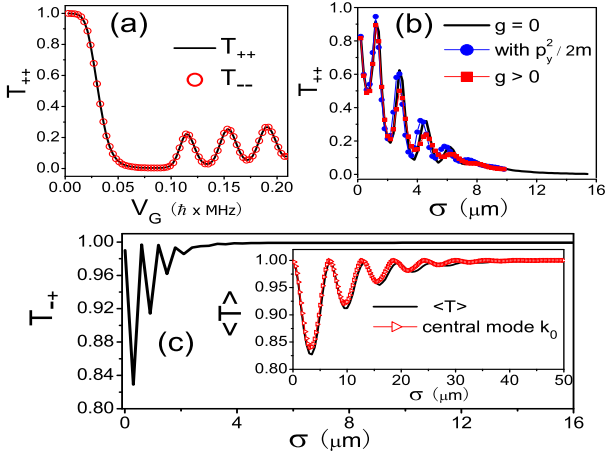 (a)
T₊₊
T₋₋
T₊₊
1.0
0.8
0.6
0.4
0.2
0.0
0.00 0.05 0.10 0.15 0.20
V_G (ħ x MHz)
(b)
g = 0
with p_y²/2m
g > 0
T₊₊
1.0
0.8
0.6
0.4
0.2
0.0
0 4 8 12 16
σ (μm)
(c)
T₋₊
1.00
0.96
0.92
0.88
0.84
0.80
0 4 8 12 16
σ (μm)
<T>
1.00
0.95
0.90
0.85
0.80
<T>
central mode k₀
0 10 20 30 40 50
σ (μm)